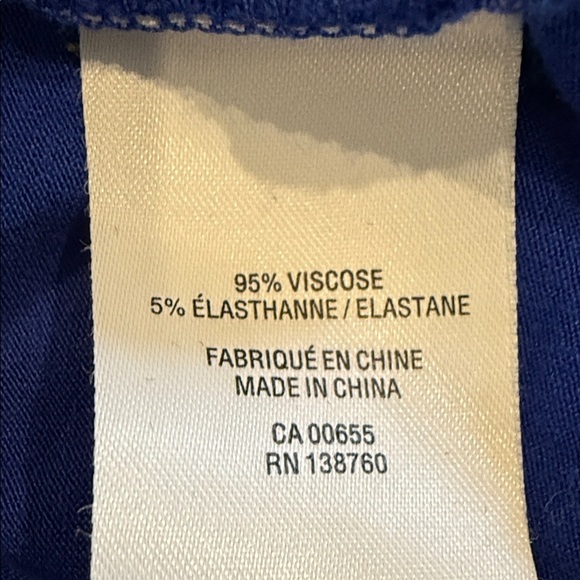 95% VISCOSE
5% ÉLASTHANNE / ELASTANE
FABRIQUÉ EN CHINE
MADE IN CHINA
CA 00655
RN 138760